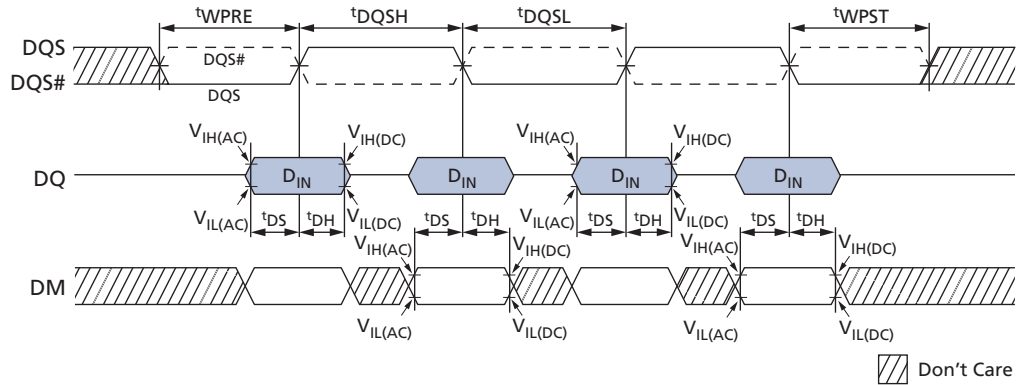 tWPRE tDQSH tDQSL tWPST
DQS
DQS#
DQS#
DQS
VIH(AC) VIH(DC) VIH(AC) VIH(DC)
DQ DIN DIN DIN DIN
VIL(AC) tDS tDH VIL(DC) tDS tDH VIL(DC)
VIL(AC)
VIH(AC) tDS tDH VIH(DC) VIH(AC) tDS tDH VIH(DC)
DM
VIL(AC) VIL(DC) VIL(AC) VIL(DC)
Don't Care